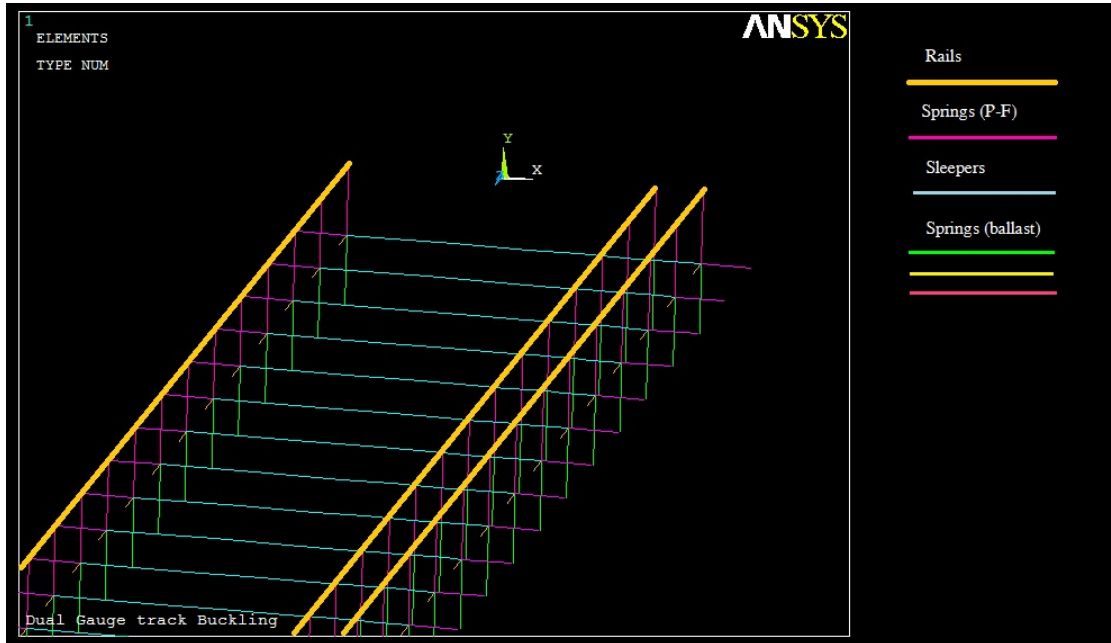 1
ELEMENTS
TYPE NUM
ANSYS
Y
X
Z
Dual Gauge track Buckling
Rails
Springs (P-F)
Sleepers
Springs (ballast)